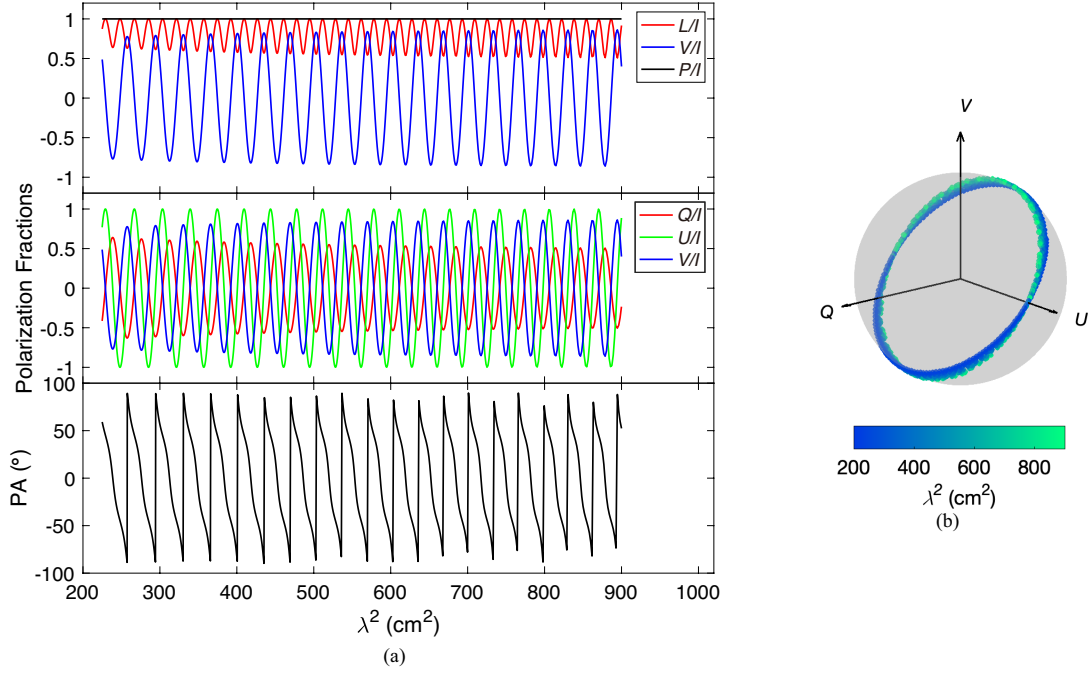 1
0.5
0
-0.5
-1
L/I
V/I
P/I
Polarization Fractions
1
0.5
0
-0.5
-1
Q/I
U/I
V/I
PA (°)
100
50
0
-50
-100
200 300 400 500 600 700 800 900 1000
λ² (cm²)
(a)
V
Q
U
200 400 600 800
λ² (cm²)
(b)